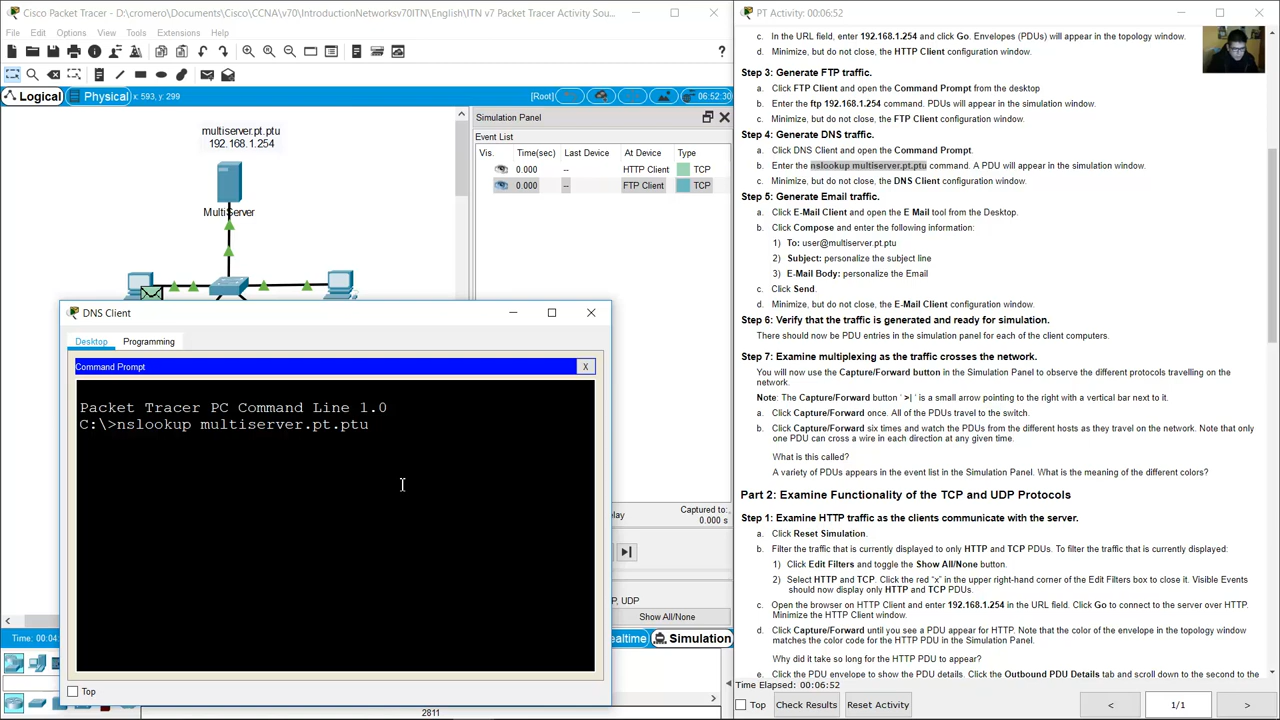 Cisco Packet Tracer - D:\cromero\Documents\Cisco\CCNA\v70\IntroductionNetworksv70ITN\English\ITN v7 Packet Tracer Activity Sou...
File Edit Options View Tools Extensions Help
Logical Physical x: 593, y: 299 [Root] 06:52:30
multiserver.pt.ptu
192.168.1.254
MultiServer
Simulation Panel
Event List
Vis. Time(sec) Last Device At Device Type
0.000 -- HTTP Client TCP
0.000 -- FTP Client TCP
Captured to:
0.000 s
elay
P, UDP
Show All/None
ealtime Simulation
Time: 00:04:
DNS Client
Desktop Programming
Command Prompt X
Packet Tracer PC Command Line 1.0
C:\>nslookup multiserver.pt.ptu
Top
2811
PT Activity: 00:06:52
c. In the URL field, enter 192.168.1.254 and click Go. Envelopes (PDUs) will appear in the topology window.
d. Minimize, but do not close, the HTTP Client configuration window.
Step 3: Generate FTP traffic.
a. Click FTP Client and open the Command Prompt from the desktop
b. Enter the ftp 192.168.1.254 command. PDUs will appear in the simulation window.
c. Minimize, but do not close, the FTP Client configuration window.
Step 4: Generate DNS traffic.
a. Click DNS Client and open the Command Prompt.
b. Enter the nslookup multiserver.pt.ptu command. A PDU will appear in the simulation window.
c. Minimize, but do not close, the DNS Client configuration window.
Step 5: Generate Email traffic.
a. Click E-Mail Client and open the E Mail tool from the Desktop.
b. Click Compose and enter the following information:
1) To: user@multiserver.pt.ptu
2) Subject: personalize the subject line
3) E-Mail Body: personalize the Email
c. Click Send.
d. Minimize, but do not close, the E-Mail Client configuration window.
Step 6: Verify that the traffic is generated and ready for simulation.
There should now be PDU entries in the simulation panel for each of the client computers.
Step 7: Examine multiplexing as the traffic crosses the network.
You will now use the Capture/Forward button in the Simulation Panel to observe the different protocols travelling on the
network.
Note: The Capture/Forward button ' >| ' is a small arrow pointing to the right with a vertical bar next to it.
a. Click Capture/Forward once. All of the PDUs travel to the switch.
b. Click Capture/Forward six times and watch the PDUs from the different hosts as they travel on the network. Note that only
one PDU can cross a wire in each direction at any given time.
What is this called?
A variety of PDUs appears in the event list in the Simulation Panel. What is the meaning of the different colors?
Part 2: Examine Functionality of the TCP and UDP Protocols
Step 1: Examine HTTP traffic as the clients communicate with the server.
a. Click Reset Simulation.
b. Filter the traffic that is currently displayed to only HTTP and TCP PDUs. To filter the traffic that is currently displayed:
1) Click Edit Filters and toggle the Show All/None button.
2) Select HTTP and TCP. Click the red "x" in the upper right-hand corner of the Edit Filters box to close it. Visible Events
should now display only HTTP and TCP PDUs.
c. Open the browser on HTTP Client and enter 192.168.1.254 in the URL field. Click Go to connect to the server over HTTP.
Minimize the HTTP Client window.
d. Click Capture/Forward until you see a PDU appear for HTTP. Note that the color of the envelope in the topology window
matches the color code for the HTTP PDU in the Simulation Panel.
Why did it take so long for the HTTP PDU to appear?
e. Click the PDU envelope to show the PDU details. Click the Outbound PDU Details tab and scroll down to the second to the
Time Elapsed: 00:06:52
Top Check Results Reset Activity < 1/1 >